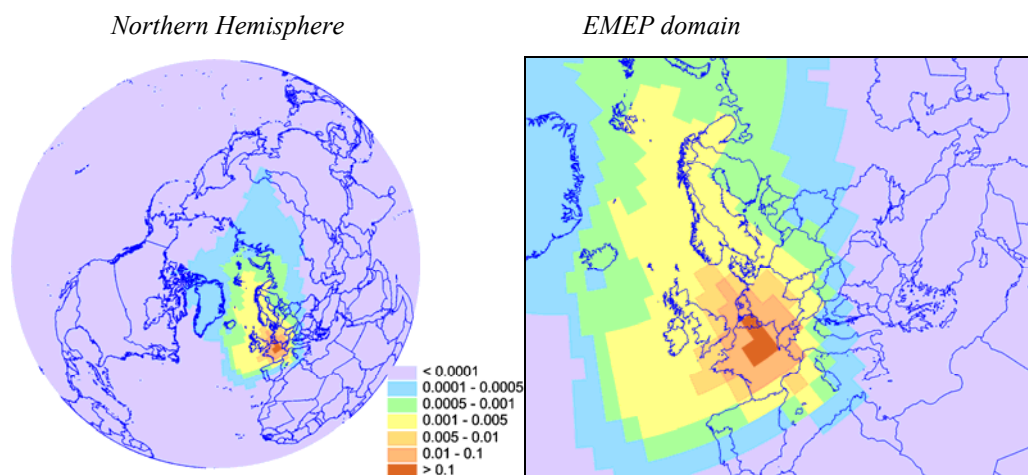 Northern Hemisphere
EMEP domain
< 0.0001
0.0001 - 0.0005
0.0005 - 0.001
0.001 - 0.005
0.005 - 0.01
0.01 - 0.1
> 0.1